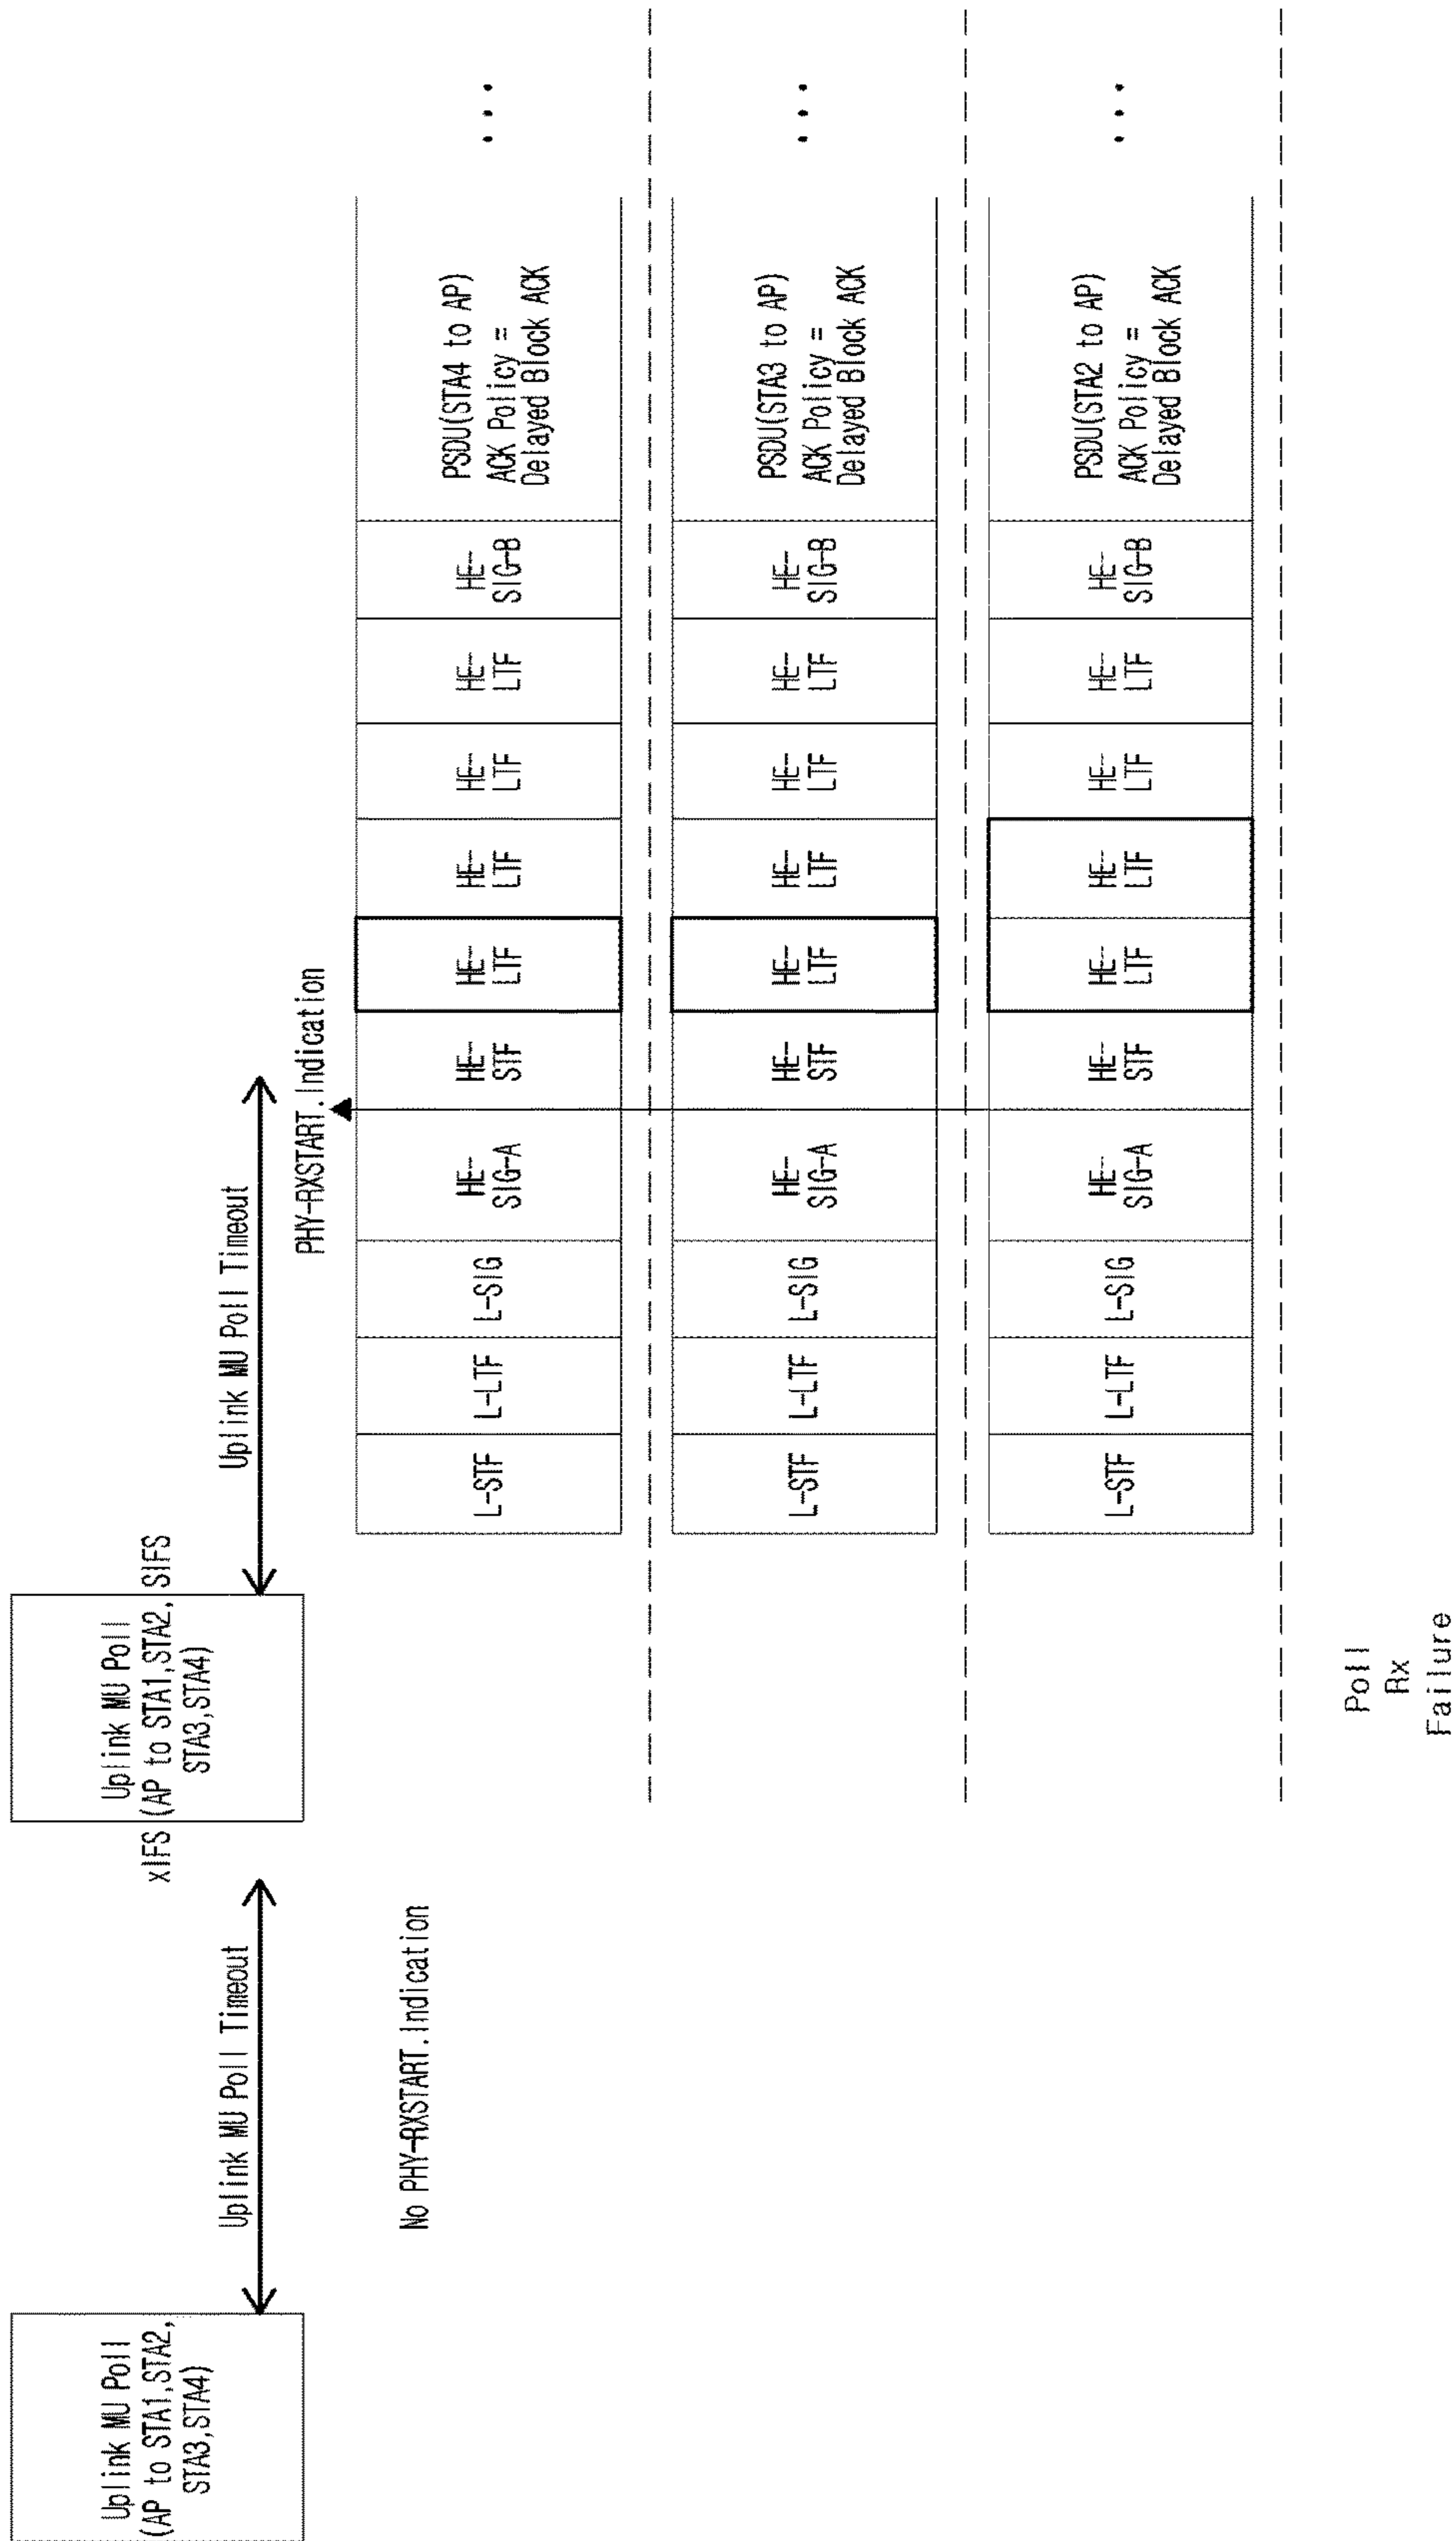 Uplink MU Poll
(AP to STA1,STA2,
STA3,STA4)
Uplink MU Poll Timeout
No PHY-RXSTART.Indication
xIFS
Uplink MU Poll
(AP to STA1,STA2,
STA3,STA4)
SIFS
Uplink MU Poll Timeout
PHY-RXSTART.Indication
L-STF
L-LTF
L-SIG
HE-
SIG-A
HE-
STF
HE-
LTF
HE-
LTF
HE-
LTF
HE-
LTF
HE-
SIG-B
PSDU(STA4 to AP)
ACK Policy =
Delayed Block ACK
...
L-STF
L-LTF
L-SIG
HE-
SIG-A
HE-
STF
HE-
LTF
HE-
LTF
HE-
LTF
HE-
LTF
HE-
SIG-B
PSDU(STA3 to AP)
ACK Policy =
Delayed Block ACK
...
L-STF
L-LTF
L-SIG
HE-
SIG-A
HE-
STF
HE-
LTF
HE-
LTF
HE-
LTF
HE-
LTF
HE-
SIG-B
PSDU(STA2 to AP)
ACK Policy =
Delayed Block ACK
...
Poll
Rx
Failure